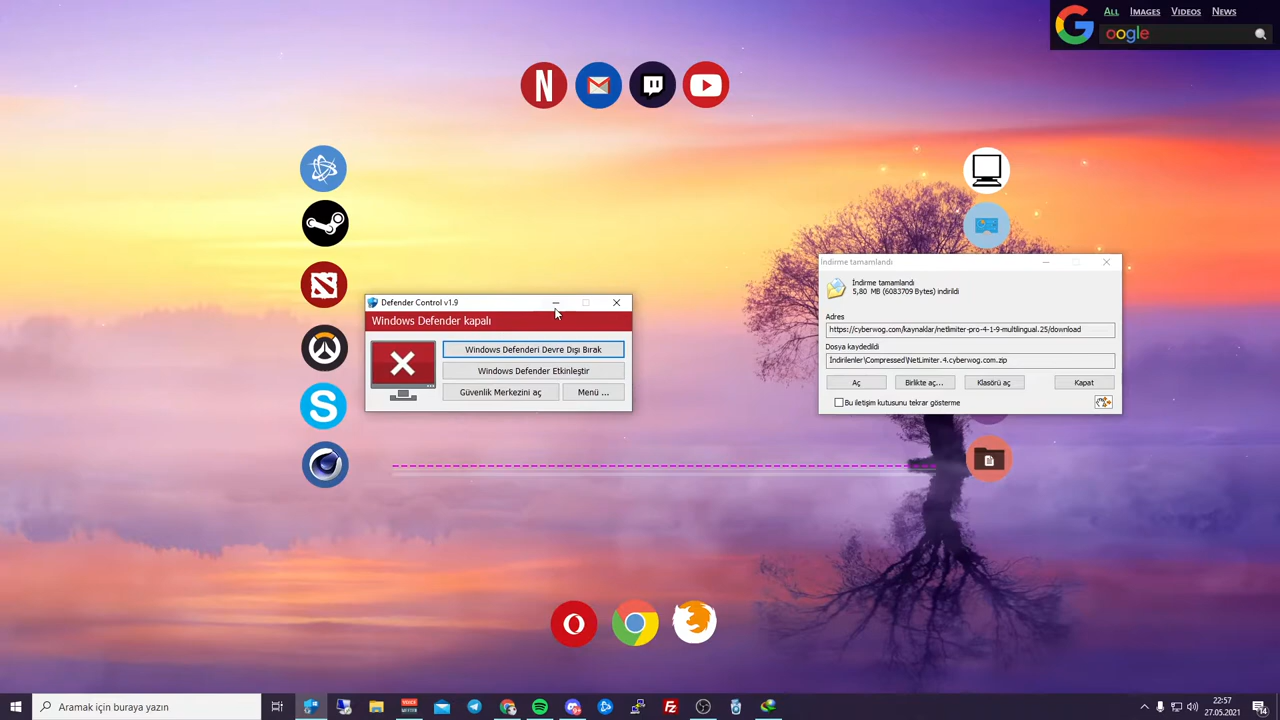 ALL IMAGES VIDEOS NEWS
oogle
N
Defender Control v1.9
Windows Defender kapalı
Windows Defenderi Devre Dışı Bırak
Windows Defender Etkinleştir
Güvenlik Merkezini aç
Menü ...
İndirme tamamlandı
İndirme tamamlandı
5,80 MB (6083709 Bytes) indirildi
Adres
https://cyberwog.com/kaynaklar/netlimiter-pro-4-1-9-multilingual.25/download
Dosya kaydedildi
İndirilenler\Compressed\NetLimiter.4.cyberwog.com.zip
Aç
Birlikte aç...
Klasörü aç
Kapat
Bu iletişim kutusunu tekrar gösterme
Aramak için buraya yazın
22:57
27.05.2021